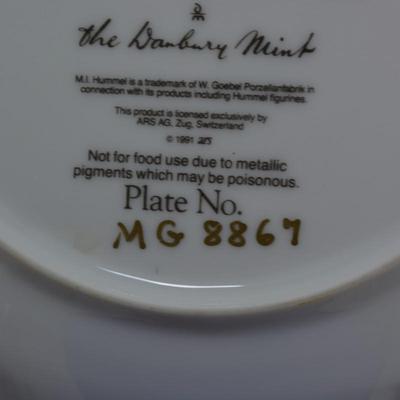 the Danbury Mint
M.I. Hummel is a trademark of W. Goebel Porzellanfabrik in
connection with its products including Hummel figurines.
This product is licensed exclusively by
ARS AG, Zug, Switzerland
© 1991
Not for food use due to metallic
pigments which may be poisonous.
Plate No.
MG 8867